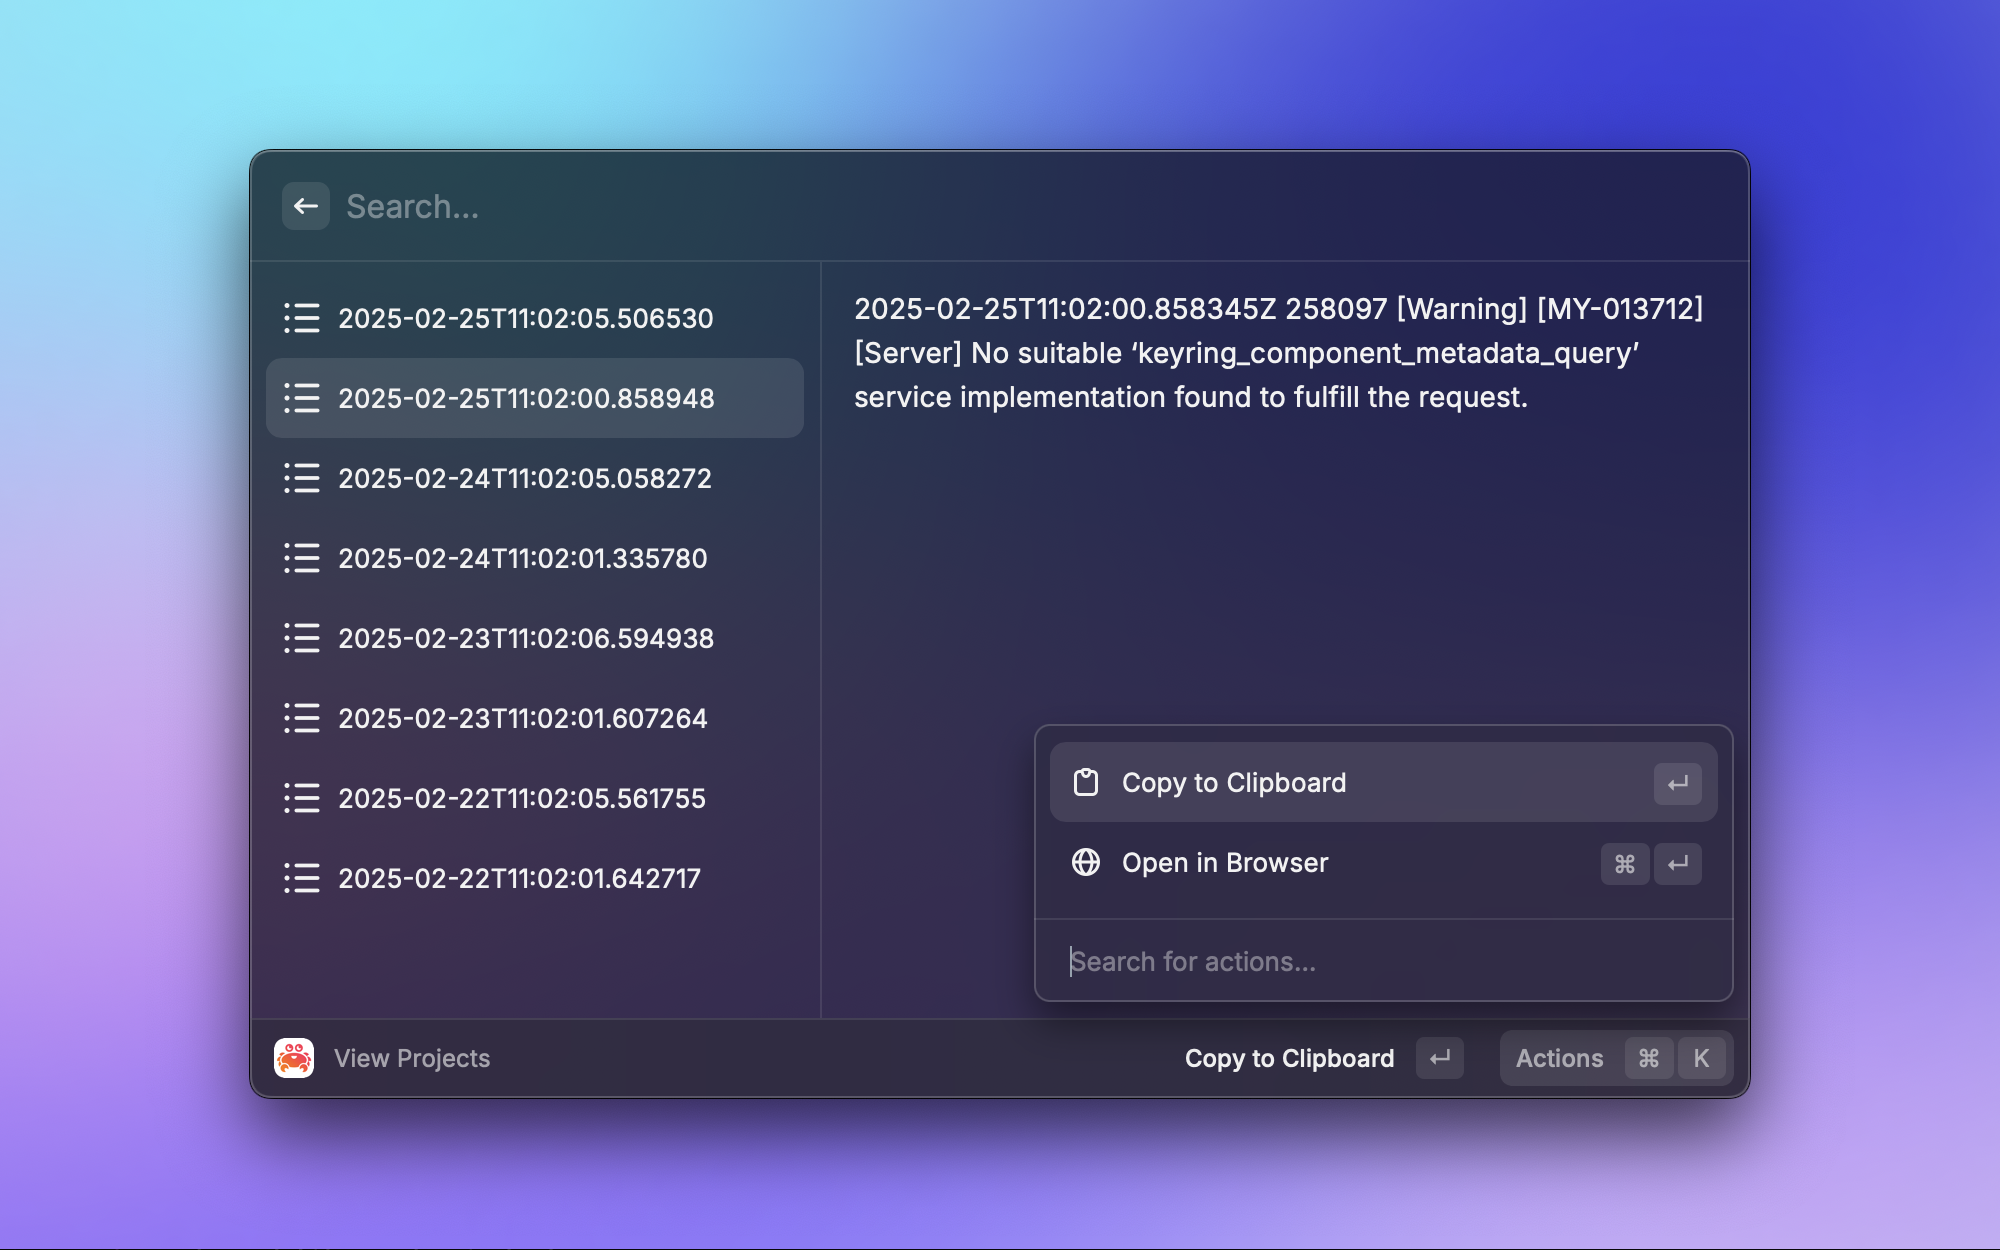 Search...
2025-02-25T11:02:05.506530
2025-02-25T11:02:00.858948
2025-02-24T11:02:05.058272
2025-02-24T11:02:01.335780
2025-02-23T11:02:06.594938
2025-02-23T11:02:01.607264
2025-02-22T11:02:05.561755
2025-02-22T11:02:01.642717
2025-02-25T11:02:00.858345Z 258097 [Warning] [MY-013712]
[Server] No suitable ‘keyring_component_metadata_query’
service implementation found to fulfill the request.
Copy to Clipboard ↵
Open in Browser ⌘ ↵
Search for actions...
View Projects
Copy to Clipboard ↵
Actions ⌘ K